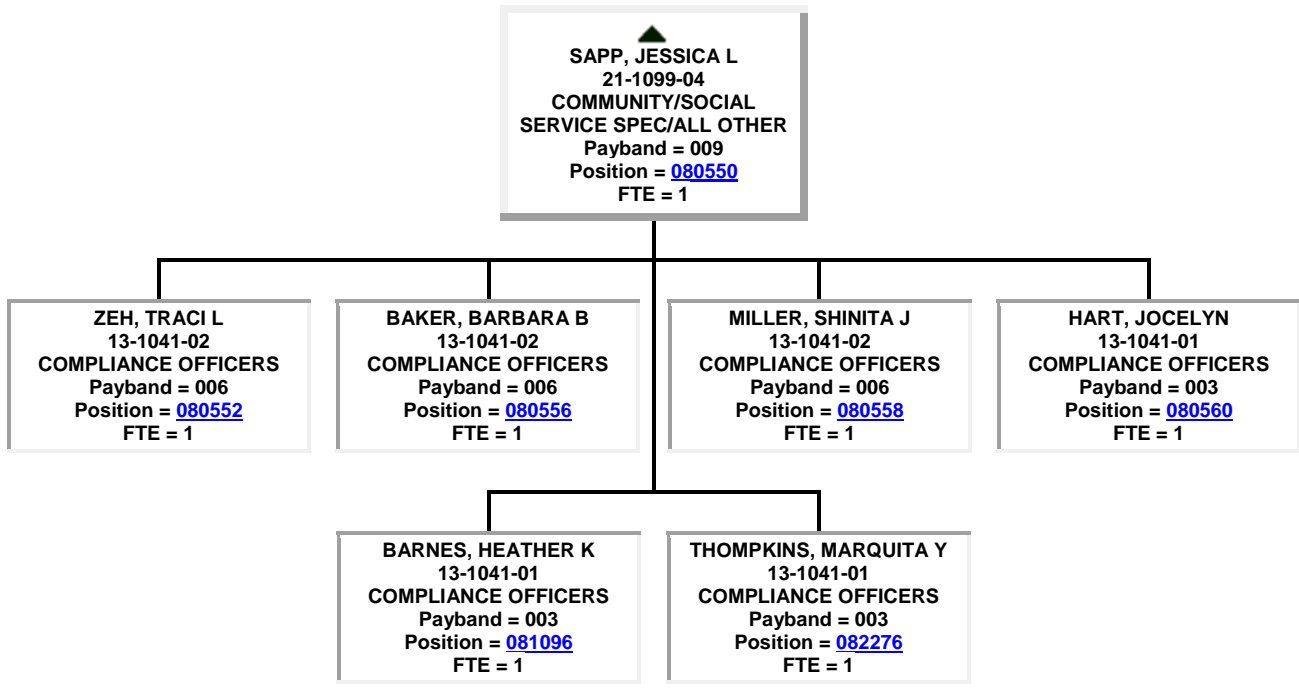 SAPP, JESSICA L
21-1099-04
COMMUNITY/SOCIAL
SERVICE SPEC/ALL OTHER
Payband = 009
Position = 080550
FTE = 1
ZEH, TRACI L
13-1041-02
COMPLIANCE OFFICERS
Payband = 006
Position = 080552
FTE = 1
BAKER, BARBARA B
13-1041-02
COMPLIANCE OFFICERS
Payband = 006
Position = 080556
FTE = 1
MILLER, SHINITA J
13-1041-02
COMPLIANCE OFFICERS
Payband = 006
Position = 080558
FTE = 1
HART, JOCELYN
13-1041-01
COMPLIANCE OFFICERS
Payband = 003
Position = 080560
FTE = 1
BARNES, HEATHER K
13-1041-01
COMPLIANCE OFFICERS
Payband = 003
Position = 081096
FTE = 1
THOMPKINS, MARQUITA Y
13-1041-01
COMPLIANCE OFFICERS
Payband = 003
Position = 082276
FTE = 1